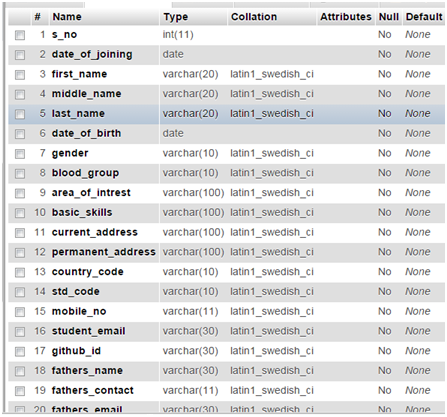 # Name Type Collation Attributes Null Default
1 s_no int(11) No None
2 date_of_joining date No None
3 first_name varchar(20) latin1_swedish_ci No None
4 middle_name varchar(20) latin1_swedish_ci No None
5 last_name varchar(20) latin1_swedish_ci No None
6 date_of_birth date No None
7 gender varchar(10) latin1_swedish_ci No None
8 blood_group varchar(10) latin1_swedish_ci No None
9 area_of_intrest varchar(100) latin1_swedish_ci No None
10 basic_skills varchar(100) latin1_swedish_ci No None
11 current_address varchar(100) latin1_swedish_ci No None
12 permanent_address varchar(100) latin1_swedish_ci No None
13 country_code varchar(10) latin1_swedish_ci No None
14 std_code varchar(10) latin1_swedish_ci No None
15 mobile_no varchar(11) latin1_swedish_ci No None
16 student_email varchar(30) latin1_swedish_ci No None
17 github_id varchar(30) latin1_swedish_ci No None
18 fathers_name varchar(30) latin1_swedish_ci No None
19 fathers_contact varchar(11) latin1_swedish_ci No None
20 fathers_email varchar(30) latin1_swedish_ci No None